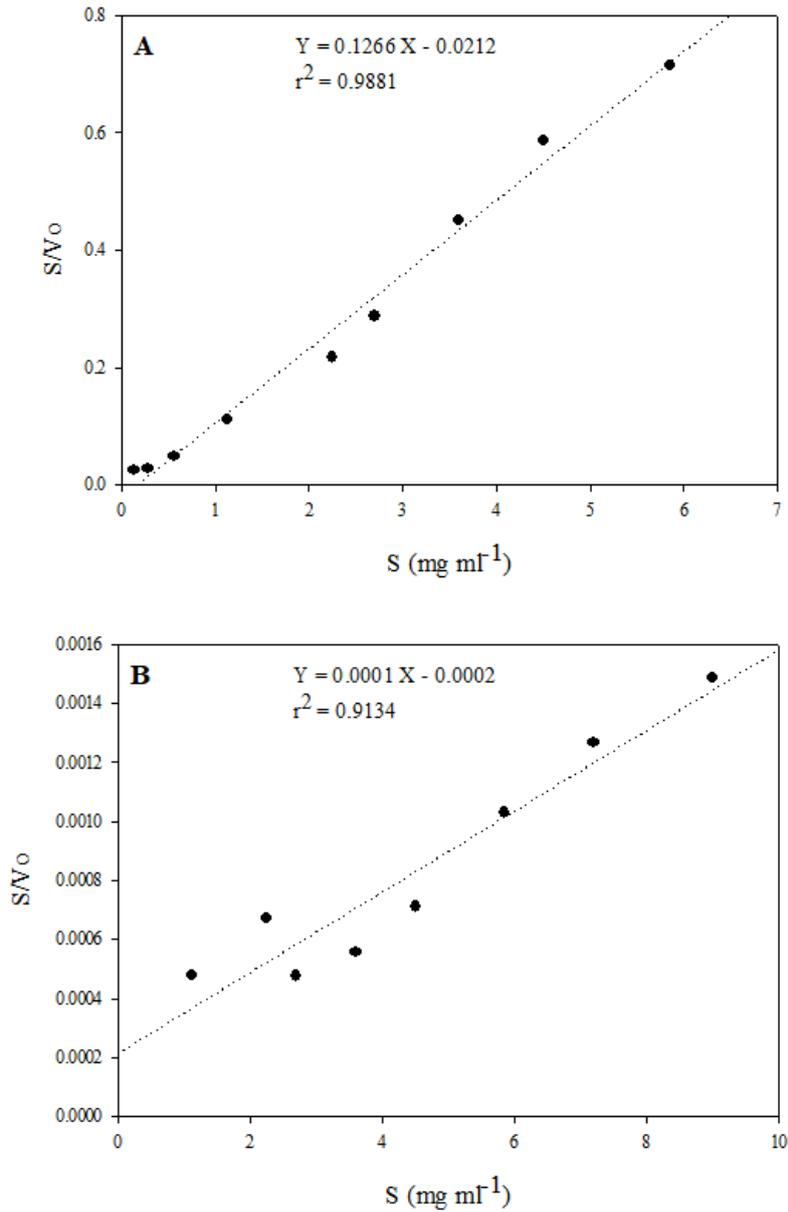 A
Y = 0.1266 X - 0.0212
r² = 0.9881
0.8
0.6
0.4
0.2
0.0
S/Vo
0 1 2 3 4 5 6 7
S (mg ml⁻¹)
B
Y = 0.0001 X - 0.0002
r² = 0.9134
0.0016
0.0014
0.0012
0.0010
0.0008
0.0006
0.0004
0.0002
0.0000
S/Vo
0 2 4 6 8 10
S (mg ml⁻¹)